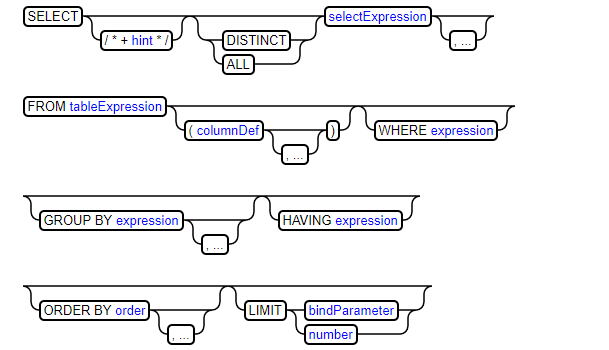 SELECT / * + hint * / DISTINCT selectExpression , ...
ALL
FROM tableExpression ( columnDef , ... ) WHERE expression
GROUP BY expression , ... HAVING expression
ORDER BY order , ... LIMIT bindParameter
number